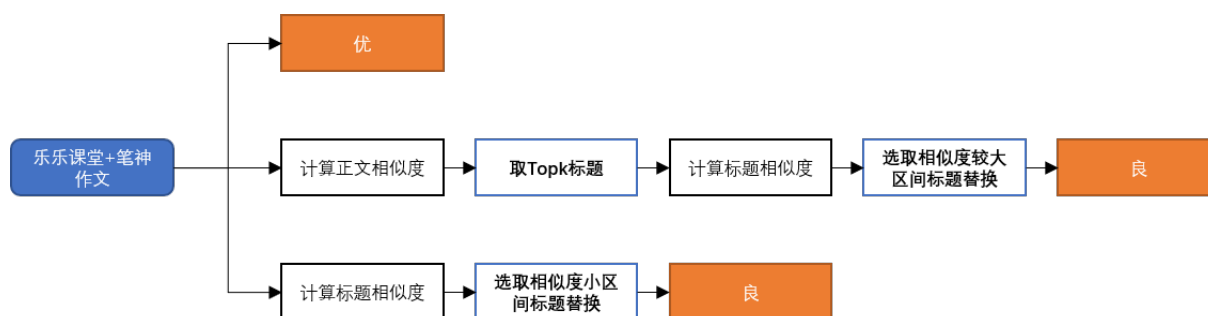 优
乐乐课堂+笔神
作文
计算正文相似度
取Topk标题
计算标题相似度
选取相似度较大
区间标题替换
良
计算标题相似度
选取相似度小区
间标题替换
良